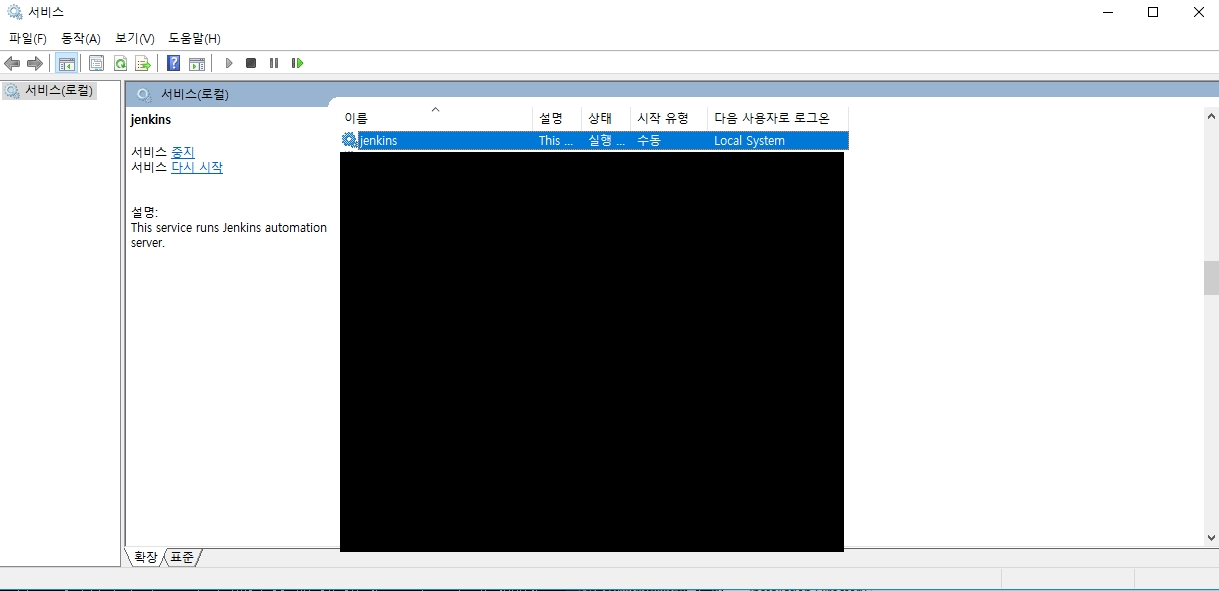 서비스
파일(F) 동작(A) 보기(V) 도움말(H)
서비스(로컬)
서비스(로컬)
jenkins
서비스 중지
서비스 다시 시작
설명:
This service runs Jenkins automation
server.
이름 설명 상태 시작 유형 다음 사용자로 로그온
jenkins This ... 실행 ... 수동 Local System
확장 표준